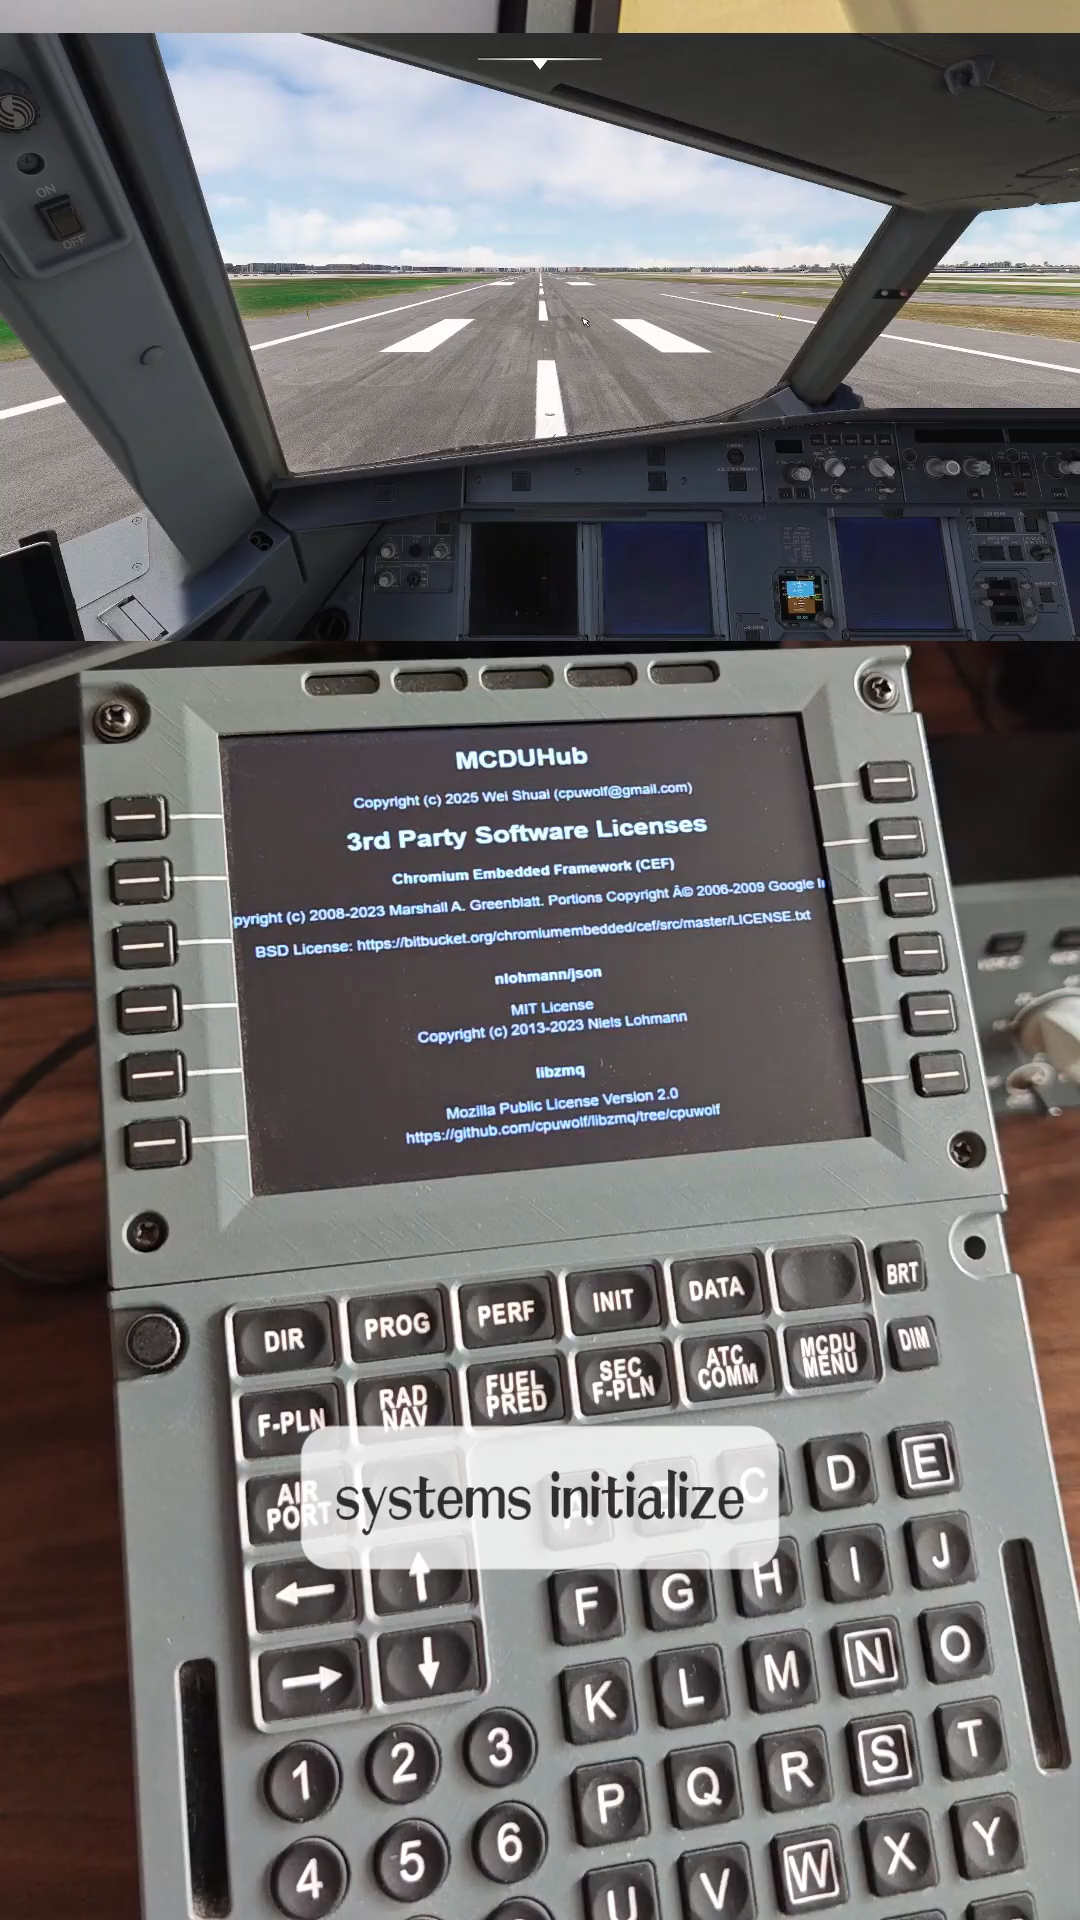 ON
OFF
MCDUHub
Copyright (c) 2025 Wei Shuai (cpuwolf@gmail.com)
3rd Party Software Licenses
Chromium Embedded Framework (CEF)
pyright (c) 2008-2023 Marshall A. Greenblatt. Portions Copyright Â© 2006-2009 Google I
BSD License: https://bitbucket.org/chromiumembedded/cef/src/master/LICENSE.txt
nlohmann/json
MIT License
Copyright (c) 2013-2023 Niels Lohmann
libzmq
Mozilla Public License Version 2.0
https://github.com/cpuwolf/libzmq/tree/cpuwolf
DIR PROG PERF INIT DATA BRT
F-PLN RAD NAV FUEL PRED SEC F-PLN ATC COMM MCDU MENU DIM
AIR PORT
systems initialize
A C D E
F G H I J
K L M N O
1 2 3 P Q R S T
4 5 6 U V W X Y